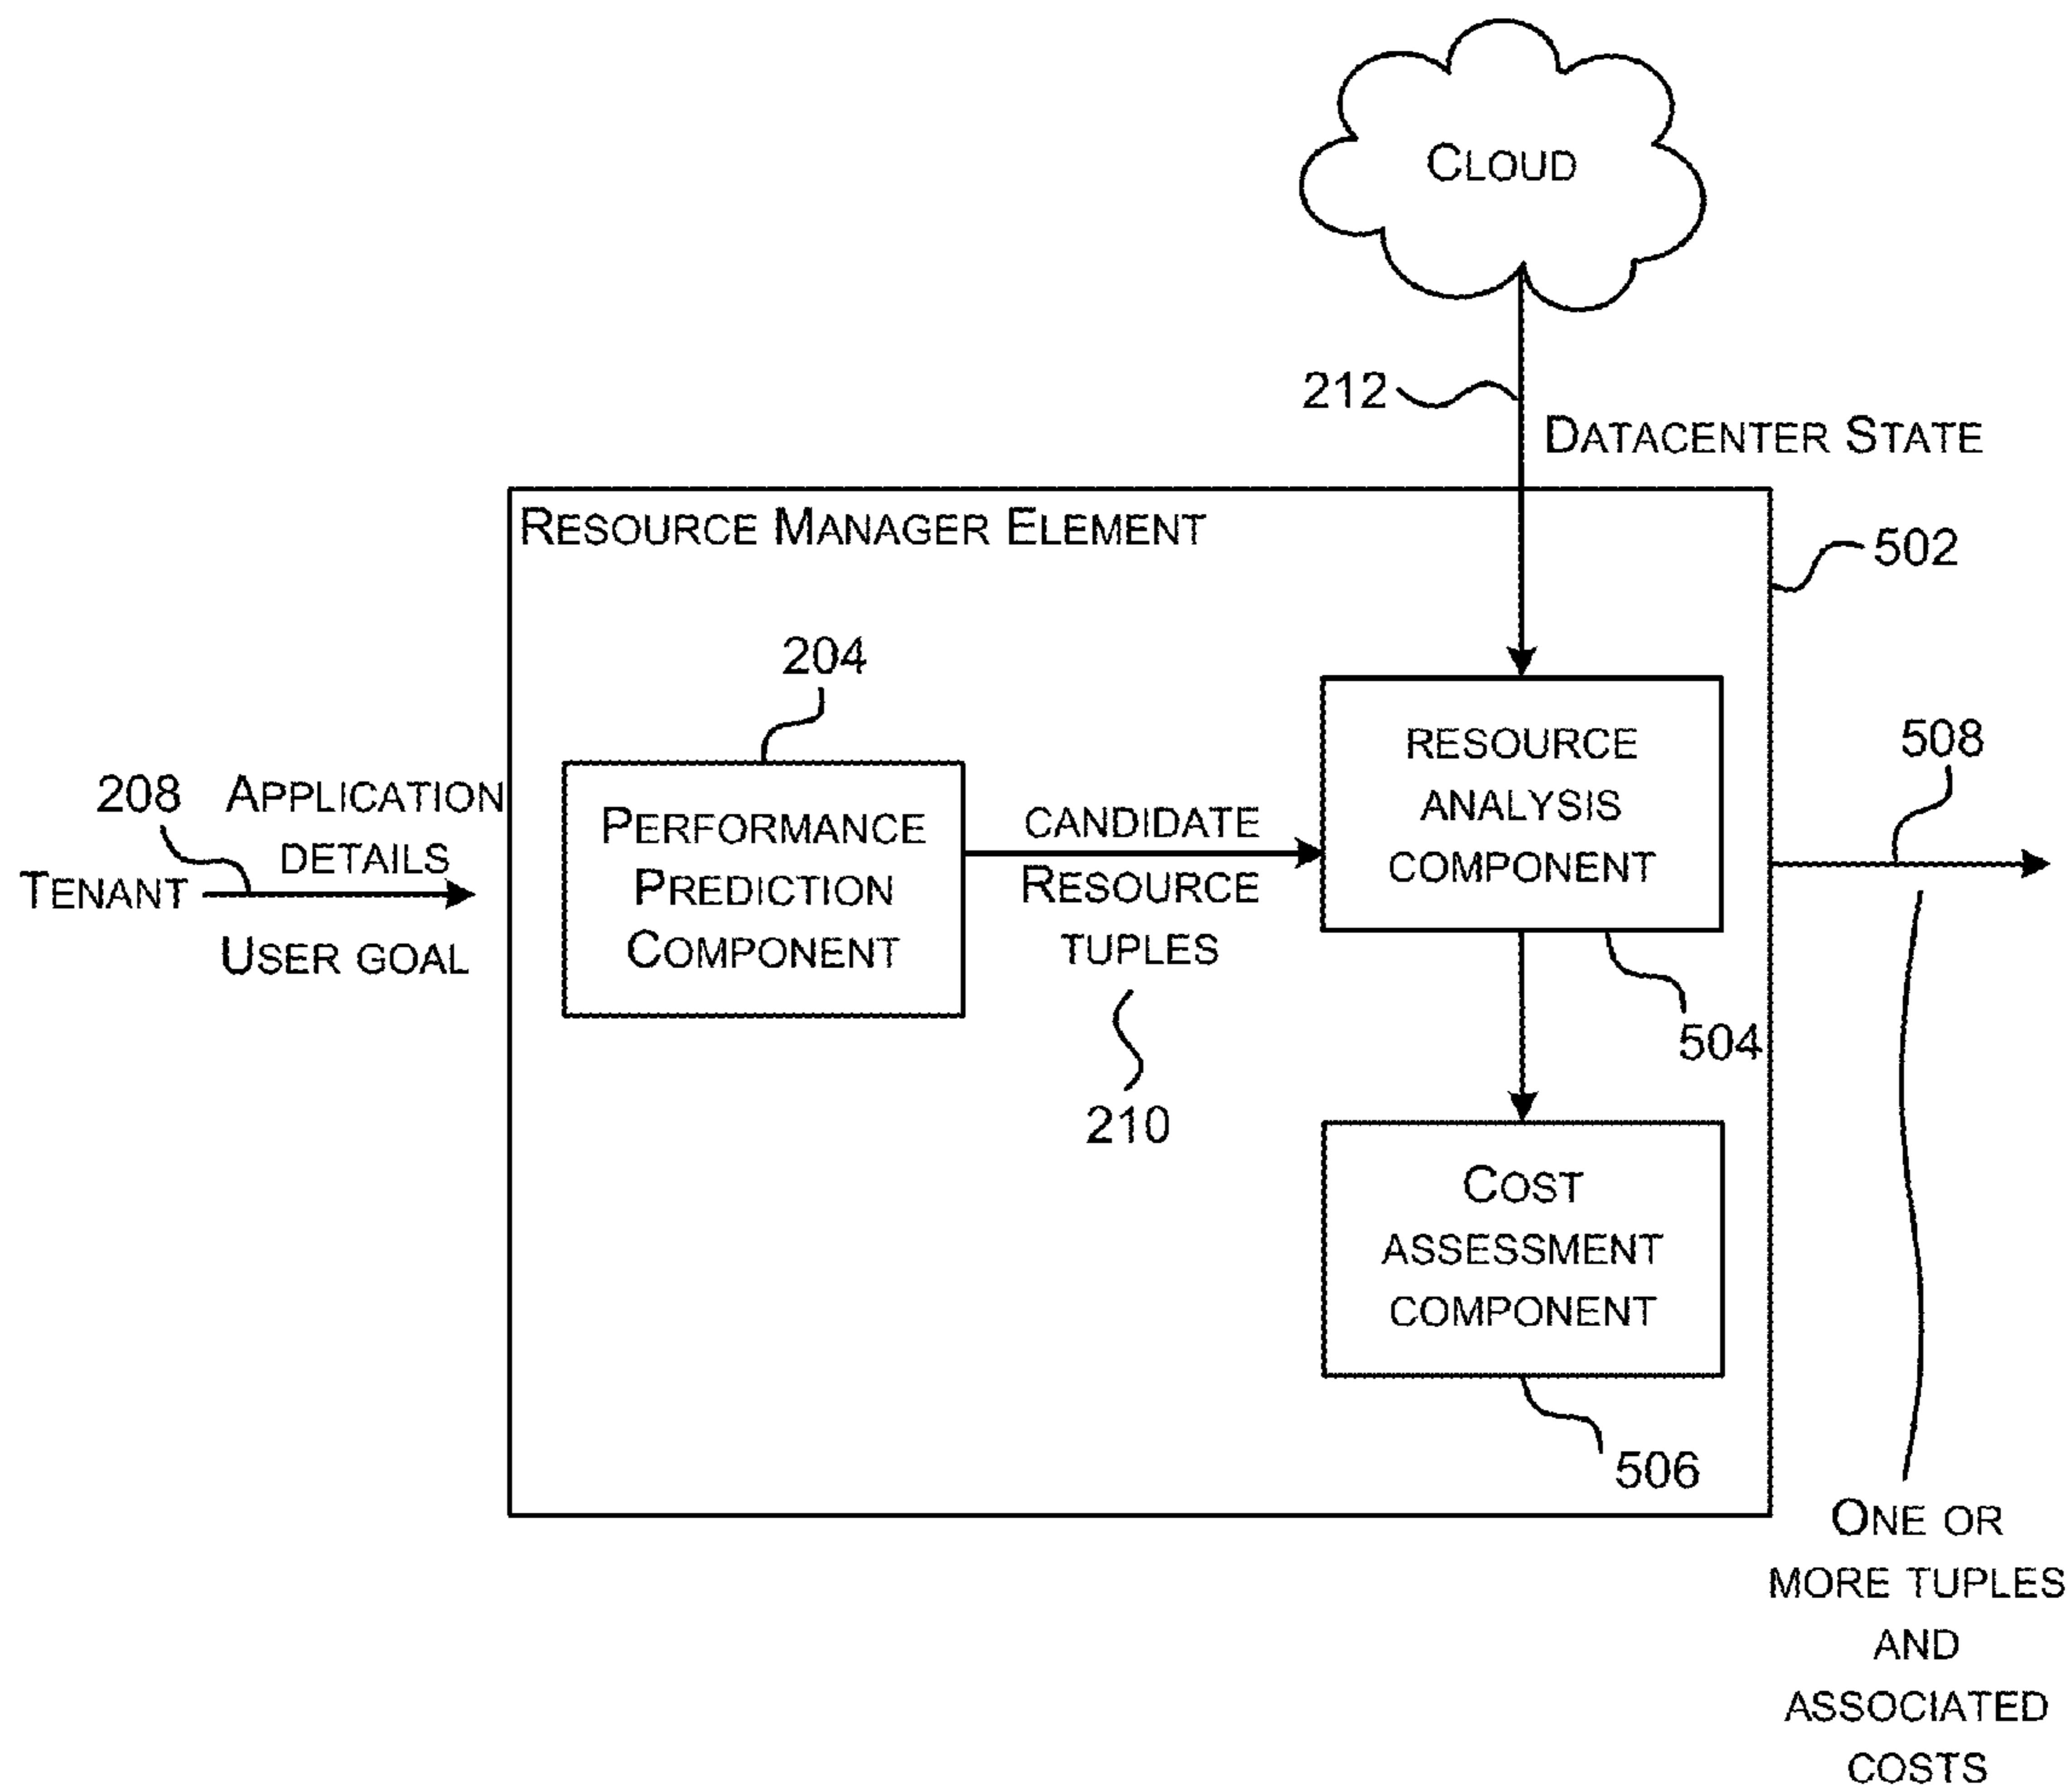 CLOUD
212
DATACENTER STATE
RESOURCE MANAGER ELEMENT
502
204
208
APPLICATION
DETAILS
TENANT
USER GOAL
PERFORMANCE
PREDICTION
COMPONENT
CANDIDATE
RESOURCE
TUPLES
210
RESOURCE
ANALYSIS
COMPONENT
504
508
COST
ASSESSMENT
COMPONENT
506
ONE OR
MORE TUPLES
AND
ASSOCIATED
COSTS